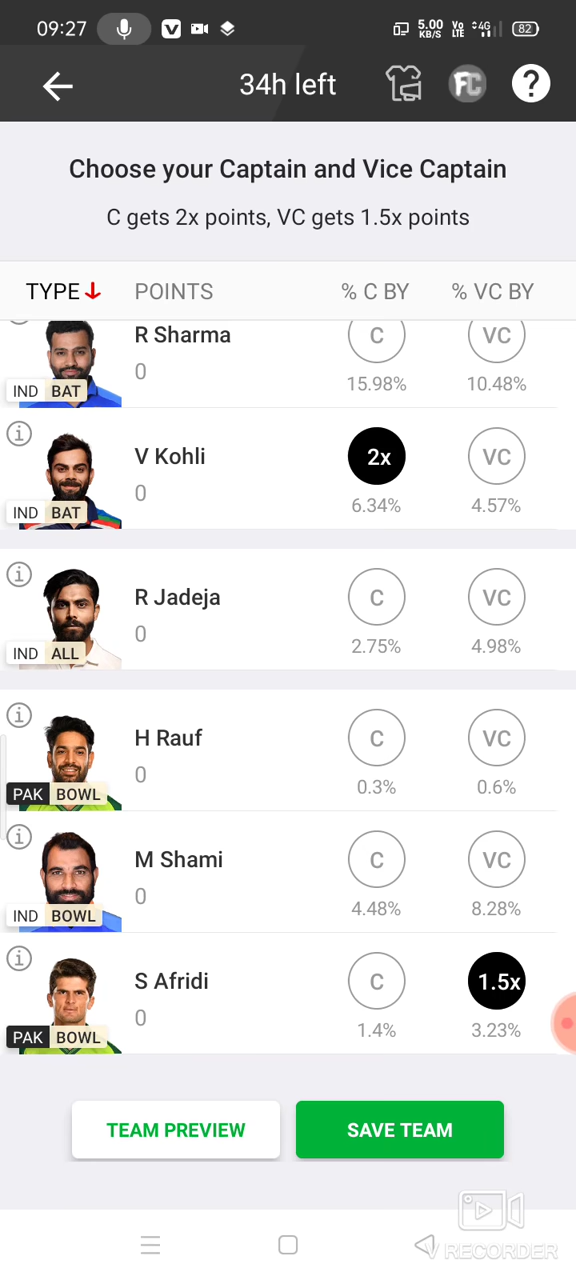 09:27 5.00 KB/S Vo LTE 4G 82
34h left FC ?
Choose your Captain and Vice Captain
C gets 2x points, VC gets 1.5x points
TYPE POINTS % C BY % VC BY
R Sharma C VC
0 15.98% 10.48%
IND BAT
V Kohli 2x VC
0 6.34% 4.57%
IND BAT
R Jadeja C VC
0 2.75% 4.98%
IND ALL
H Rauf C VC
0 0.3% 0.6%
PAK BOWL
M Shami C VC
0 4.48% 8.28%
IND BOWL
S Afridi C 1.5x
0 1.4% 3.23%
PAK BOWL
TEAM PREVIEW SAVE TEAM
V RECORDER